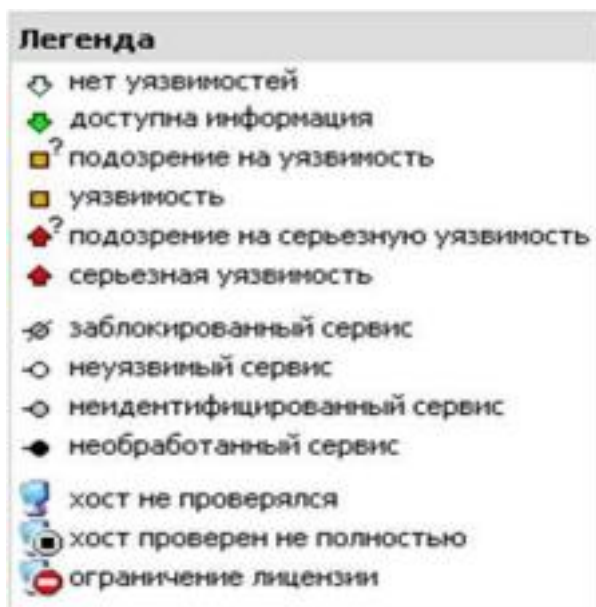 Легенда
нет уязвимостей
доступна информация
? подозрение на уязвимость
уязвимость
? подозрение на серьезную уязвимость
серьезная уязвимость
заблокированный сервис
неуязвимый сервис
неидентифицированный сервис
необработанный сервис
хост не проверялся
хост проверен не полностью
ограничение лицензии